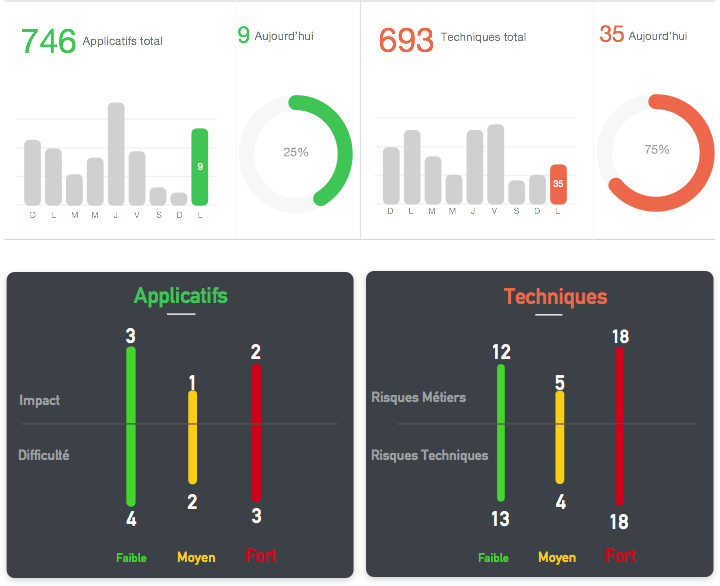 746 Applicatifs total
9 Aujourd'hui
9
D L M M J V S D L
25%
693 Techniques total
35 Aujourd'hui
35
D L M M J V S D L
75%
Applicatifs
3 1 2
Impact
Difficulté
4 2 3
Faible Moyen Fort
Techniques
12 5 18
Risques Métiers
Risques Techniques
13 4 18
Faible Moyen Fort